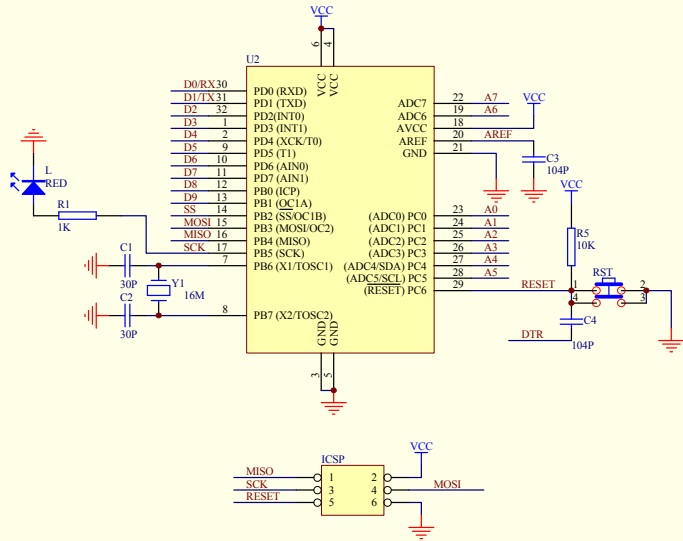 VCC
U2
6 4
VCC VCC
D0/RX 30 PD0 (RXD)
D1/TX 31 PD1 (TXD)
D2 32 PD2(INT0)
D3 1 PD3 (INT1)
D4 2 PD4 (XCK/T0)
D5 9 PD5 (T1)
D6 10 PD6 (AIN0)
D7 11 PD7 (AIN1)
D8 12 PB0 (ICP)
D9 13 PB1 (OC1A)
SS 14 PB2 (SS/OC1B)
MOSI 15 PB3 (MOSI/OC2)
MISO 16 PB4 (MISO)
SCK 17 PB5 (SCK)
7 PB6 (X1/TOSC1)
8 PB7 (X2/TOSC2)
ADC7 22 A7
ADC6 19 A6
AVCC 18 VCC
AREF 20 AREF
GND 21
C3
104P
(ADC0) PC0 23 A0
(ADC1) PC1 24 A1
(ADC2) PC2 25 A2
(ADC3) PC3 26 A3
(ADC4/SDA) PC4 27 A4
(ADC5/SCL) PC5 28 A5
(RESET) PC6 29 RESET
VCC
R5
10K
RST
1 2
4 3
C4
104P
DTR
L
RED
R1
1K
C1
30P
Y1
16M
C2
30P
GND GND
3 5
ICSP
VCC
MISO 1 2
SCK 3 4 MOSI
RESET 5 6